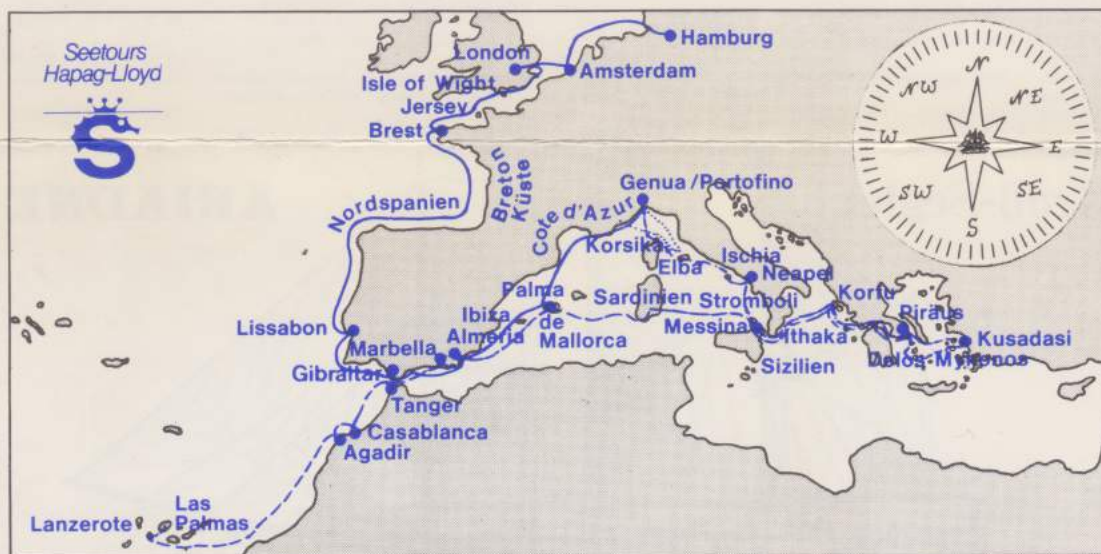 Seetours
Hapag-Lloyd
S
London
Hamburg
Isle of Wight
Amsterdam
Jersey
Brest
Nordspanien
Breton
Küste
Cote d'Azur
Genua/Portofino
Korsika
Elba
Ischia
Neapel
Palma
de
Mallorca
Sardinien
Stromboli
Korfu
Ibiza
Piräus
Lissabon
Almeria
Messina
Ithaka
Kusadasi
Marbella
Sizilien
Delos
Mykonos
Gibraltar
Tanger
Casablanca
Agadir
Las
Palmas
Lanzerote
N
NW
NE
W
E
SW
SE
S